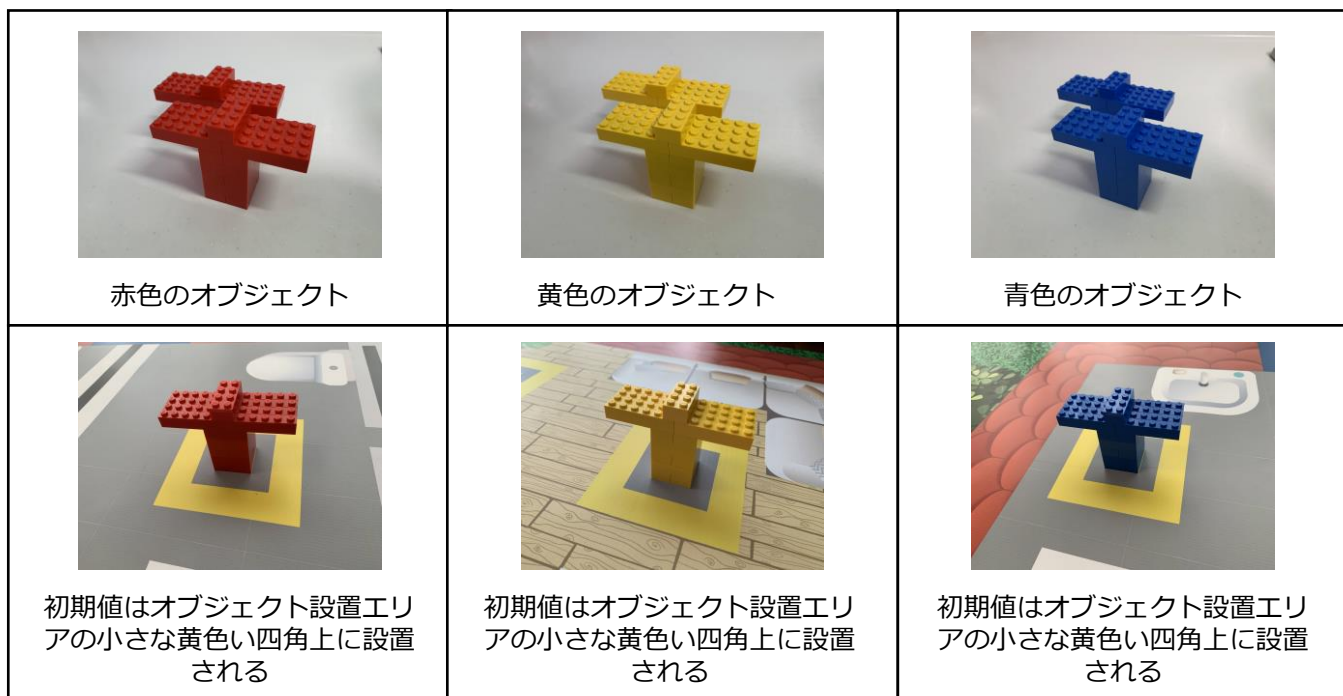 赤色のオブジェクト
黄色のオブジェクト
青色のオブジェクト
初期値はオブジェクト設置エリ
アの小さな黄色い四角上に設置
される
初期値はオブジェクト設置エリ
アの小さな黄色い四角上に設置
される
初期値はオブジェクト設置エリ
アの小さな黄色い四角上に設置
される